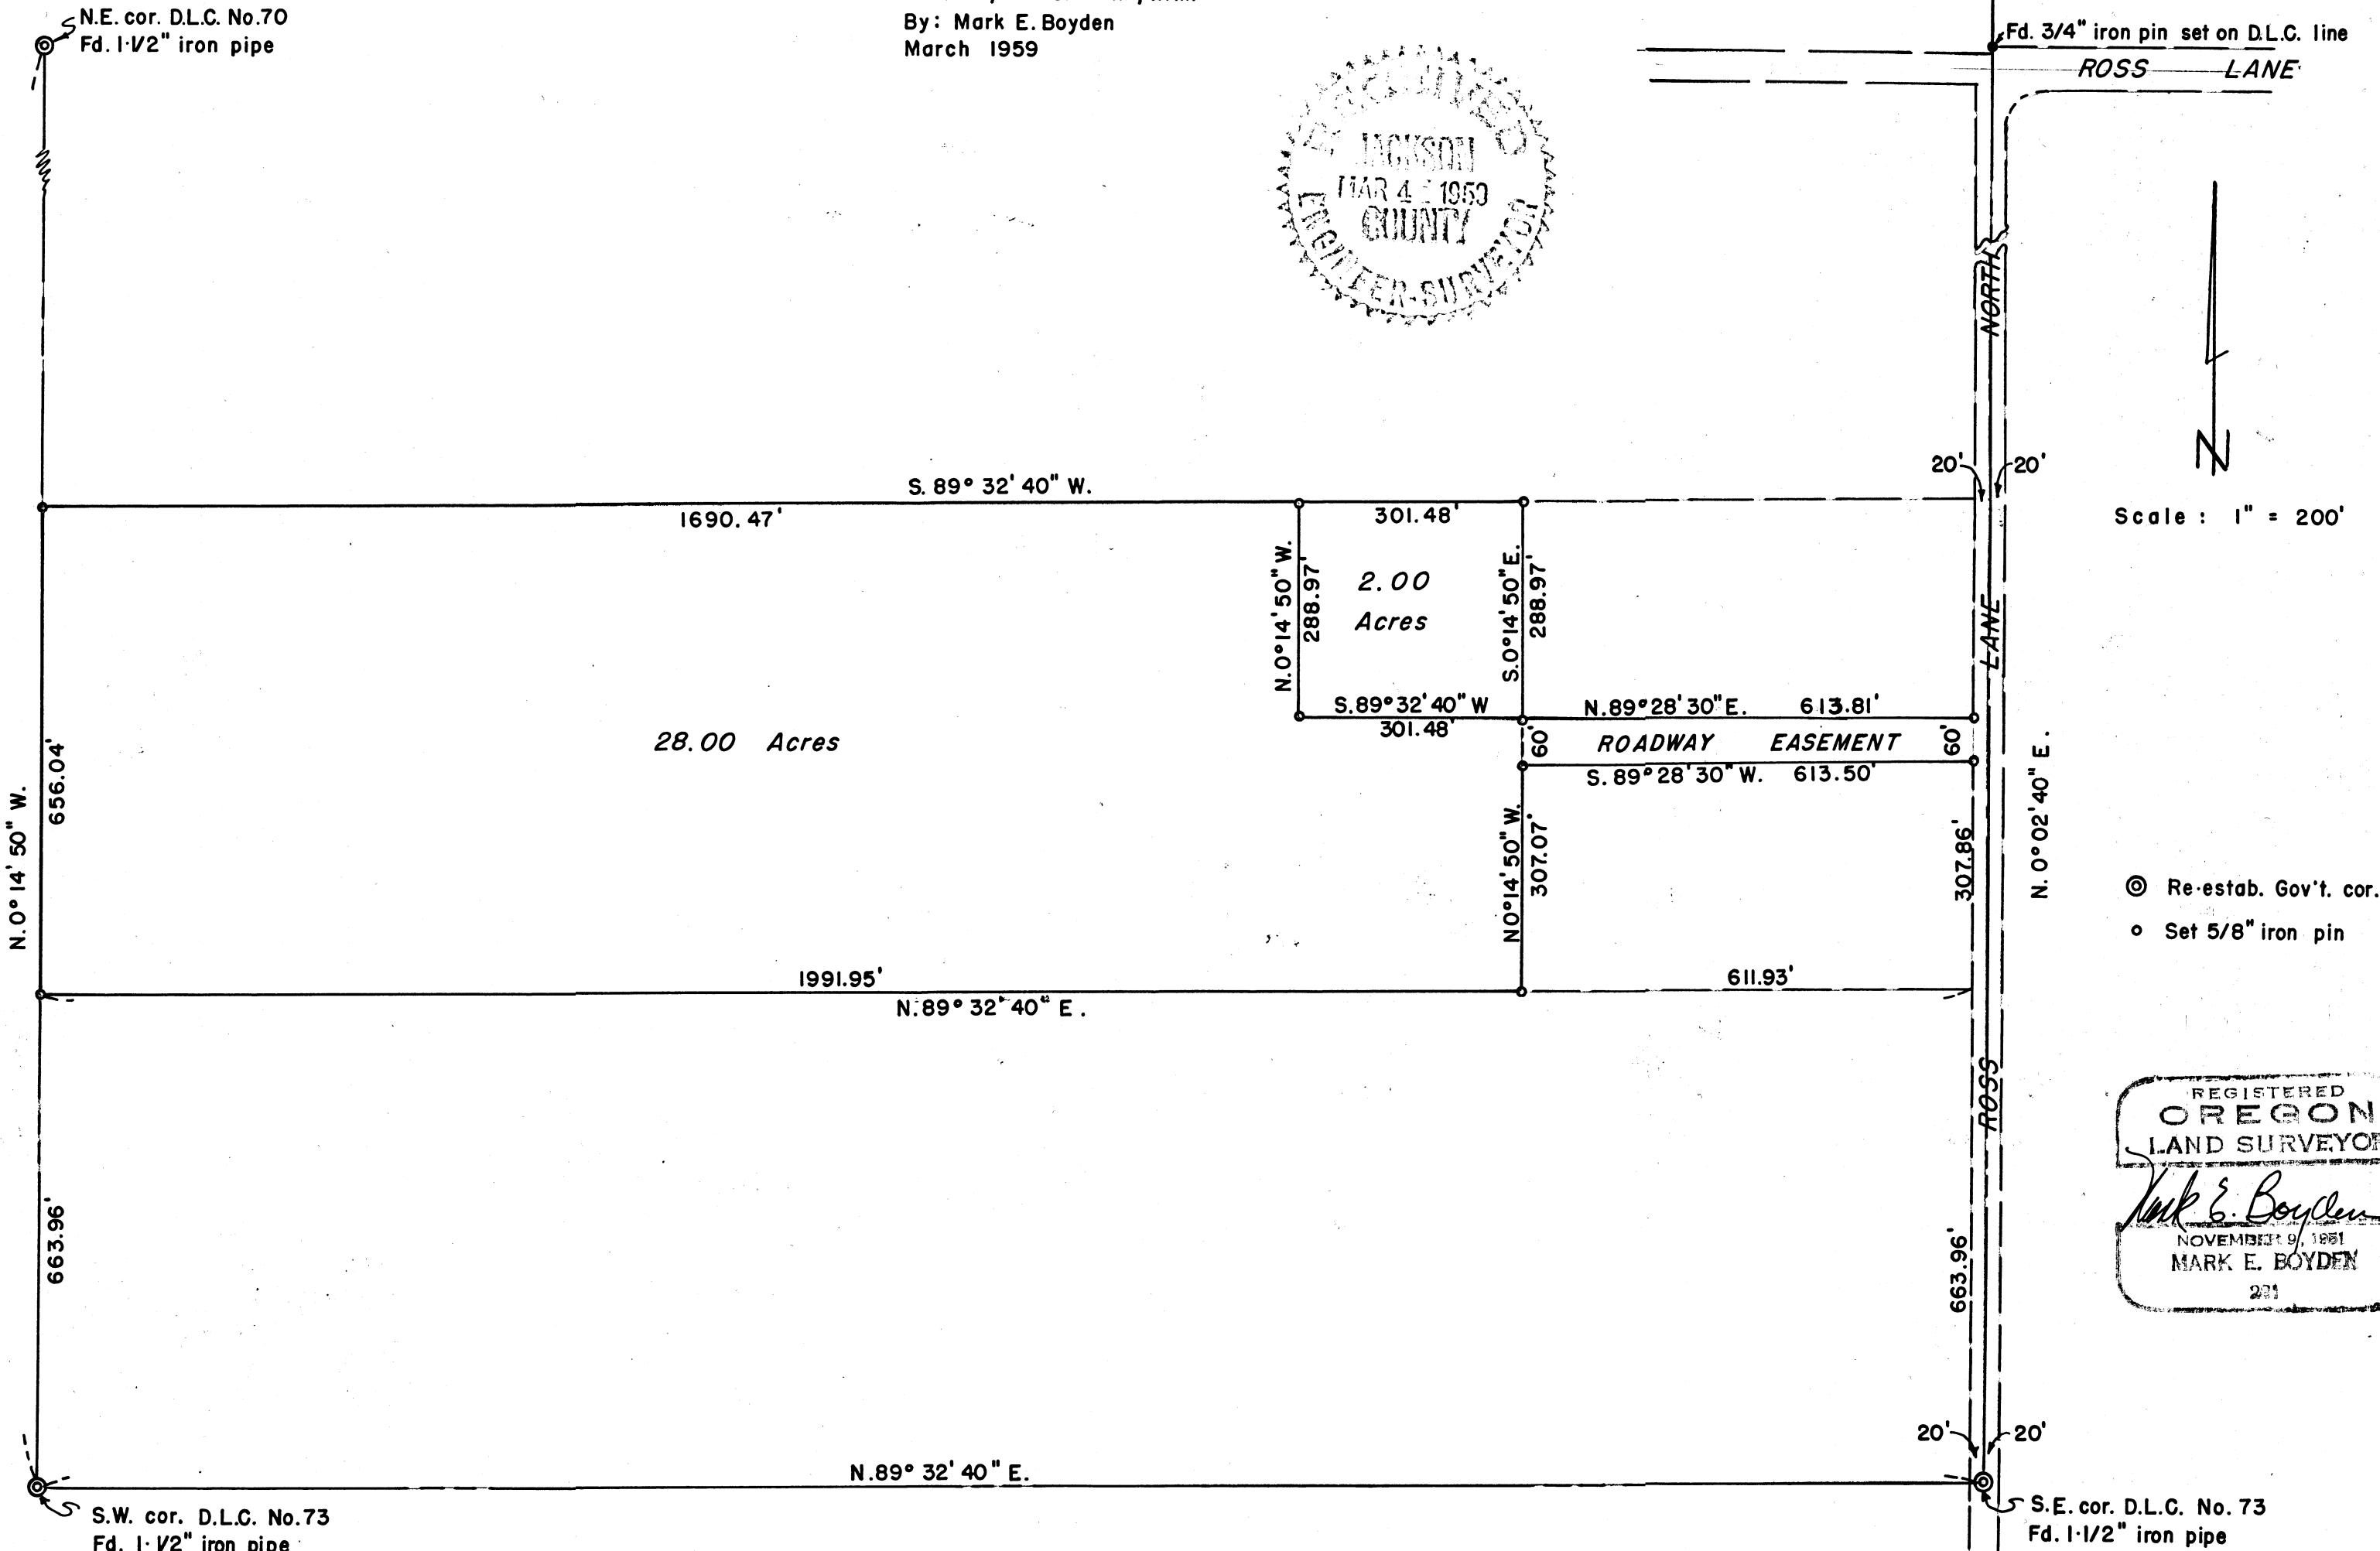 By: Mark E. Boyden
March 1959
N.E. cor. D.L.C. No.70
Fd. 1-1/2" iron pipe
Fd. 3/4" iron pin set on D.L.C. line
ROSS LANE
JACKSON
MAR 4 - 1959
COUNTY
ENGINEER-SURVEYOR
NORTH
20'
20'
Scale : 1" = 200'
N
S. 89° 32' 40" W.
1690.47'
301.48'
N.0°14'50" W.
288.97'
2.00
Acres
S.0°14'50"E.
288.97'
LANE
S.89°32'40" W
301.48'
N.89°28'30"E. 613.81'
60'
ROADWAY EASEMENT
60'
S.89°28'30"W. 613.50'
28.00 Acres
656.04'
N.0°14'50" W.
N0°14'50" W.
307.07'
307.86'
N.0°02'40" E.
Re-estab. Gov't. cor.
Set 5/8" iron pin
1991.95'
N.89° 32' 40" E.
611.93'
ROSS
REGISTERED
OREGON
LAND SURVEYOR
Mark E. Boyden
NOVEMBER 9, 1951
MARK E. BOYDEN
663.96'
663.96'
20'
20'
N.89° 32' 40" E.
S.W. cor. D.L.C. No.73
Fd. 1-1/2" iron pipe
S.E. cor. D.L.C. No. 73
Fd. 1-1/2" iron pipe